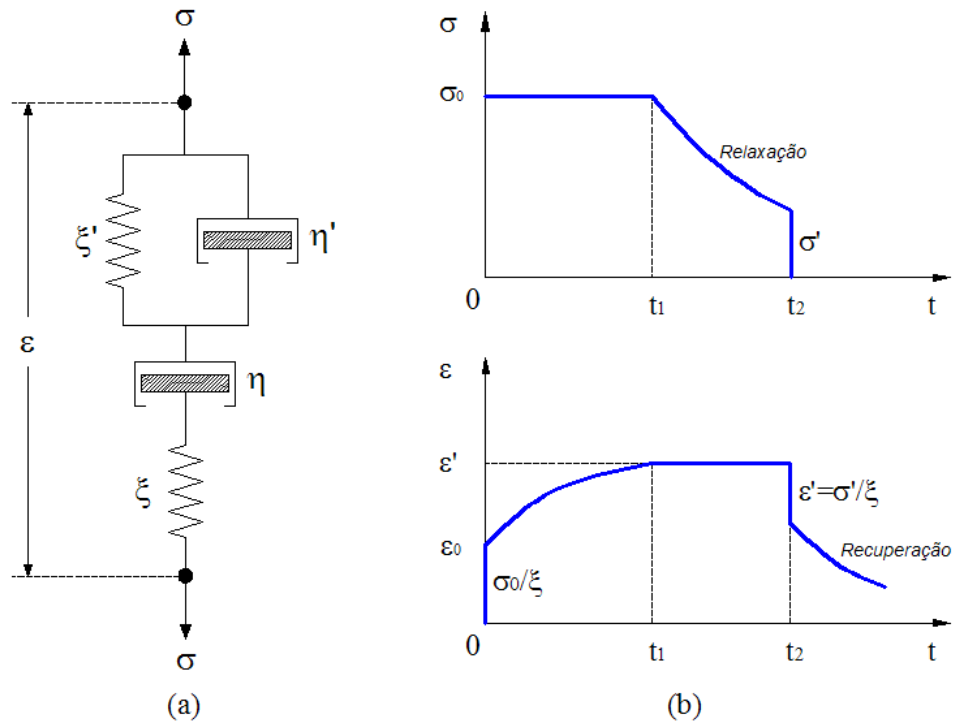 σ
ξ'
η'
ε
η
ξ
σ
(a)
σ
σ₀
Relaxação
σ'
0
t₁
t₂
t
ε
ε'
ε'=σ'/ξ
ε₀
Recuperação
σ₀/ξ
0
t₁
t₂
t
(b)